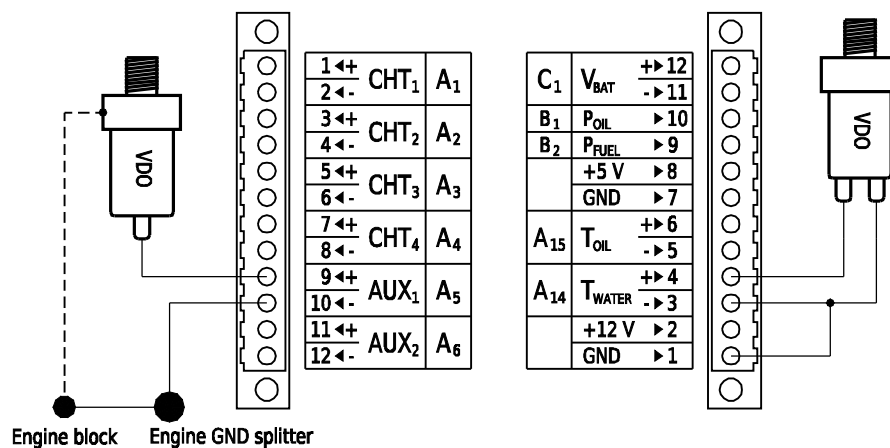 VDO
1 ◂+ CHT1 A1
2 ◂-
3 ◂+ CHT2 A2
4 ◂-
5 ◂+ CHT3 A3
6 ◂-
7 ◂+ CHT4 A4
8 ◂-
9 ◂+ AUX1 A5
10 ◂-
11 ◂+ AUX2 A6
12 ◂-
Engine block
Engine GND splitter
C1 VBAT +▸12
-▸11
B1 POIL ▸10
B2 PFUEL ▸9
+5 V ▸8
GND ▸7
A15 TOIL +▸6
-▸5
A14 TWATER +▸4
-▸3
+12 V ▸2
GND ▸1
VDO